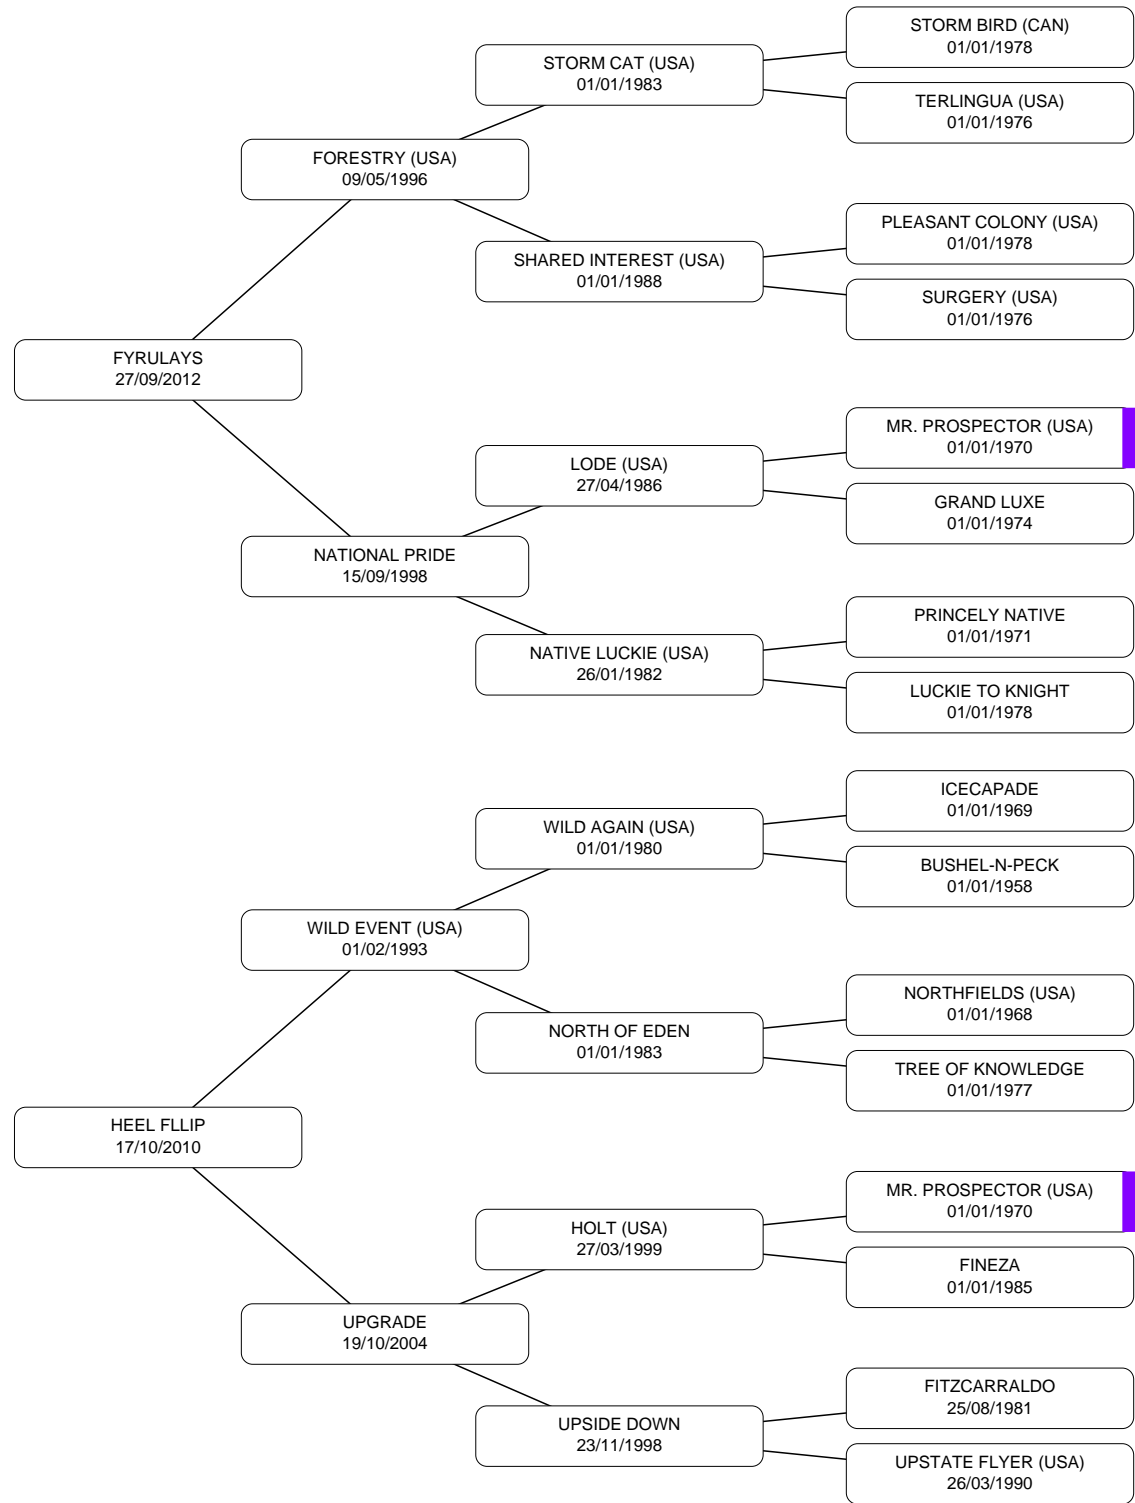 STORM BIRD (CAN)
01/01/1978
STORM CAT (USA)
01/01/1983
TERLINGUA (USA)
01/01/1976
FORESTRY (USA)
09/05/1996
PLEASANT COLONY (USA)
01/01/1978
SHARED INTEREST (USA)
01/01/1988
SURGERY (USA)
01/01/1976
FYRULAYS
27/09/2012
MR. PROSPECTOR (USA)
01/01/1970
LODE (USA)
27/04/1986
GRAND LUXE
01/01/1974
NATIONAL PRIDE
15/09/1998
PRINCELY NATIVE
01/01/1971
NATIVE LUCKIE (USA)
26/01/1982
LUCKIE TO KNIGHT
01/01/1978
ICECAPADE
01/01/1969
WILD AGAIN (USA)
01/01/1980
BUSHEL-N-PECK
01/01/1958
WILD EVENT (USA)
01/02/1993
NORTHFIELDS (USA)
01/01/1968
NORTH OF EDEN
01/01/1983
TREE OF KNOWLEDGE
01/01/1977
HEEL FLLIP
17/10/2010
MR. PROSPECTOR (USA)
01/01/1970
HOLT (USA)
27/03/1999
FINEZA
01/01/1985
UPGRADE
19/10/2004
FITZCARRALDO
25/08/1981
UPSIDE DOWN
23/11/1998
UPSTATE FLYER (USA)
26/03/1990